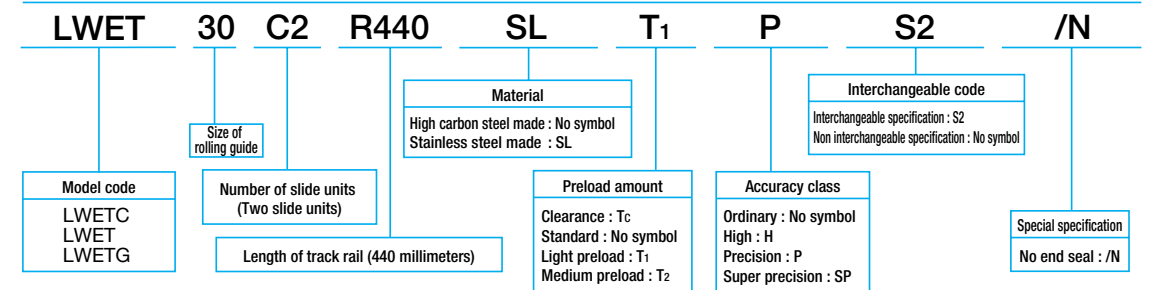 LWET 30 C2 R440 SL T1 P S2 /N
Size of
rolling guide
Material
High carbon steel made : No symbol
Stainless steel made : SL
Interchangeable code
Interchangeable specification : S2
Non interchangeable specification : No symbol
Model code
LWETC
LWET
LWETG
Number of slide units
(Two slide units)
Length of track rail (440 millimeters)
Preload amount
Clearance : Tc
Standard : No symbol
Light preload : T1
Medium preload : T2
Accuracy class
Ordinary : No symbol
High : H
Precision : P
Super precision : SP
Special specification
No end seal : /N